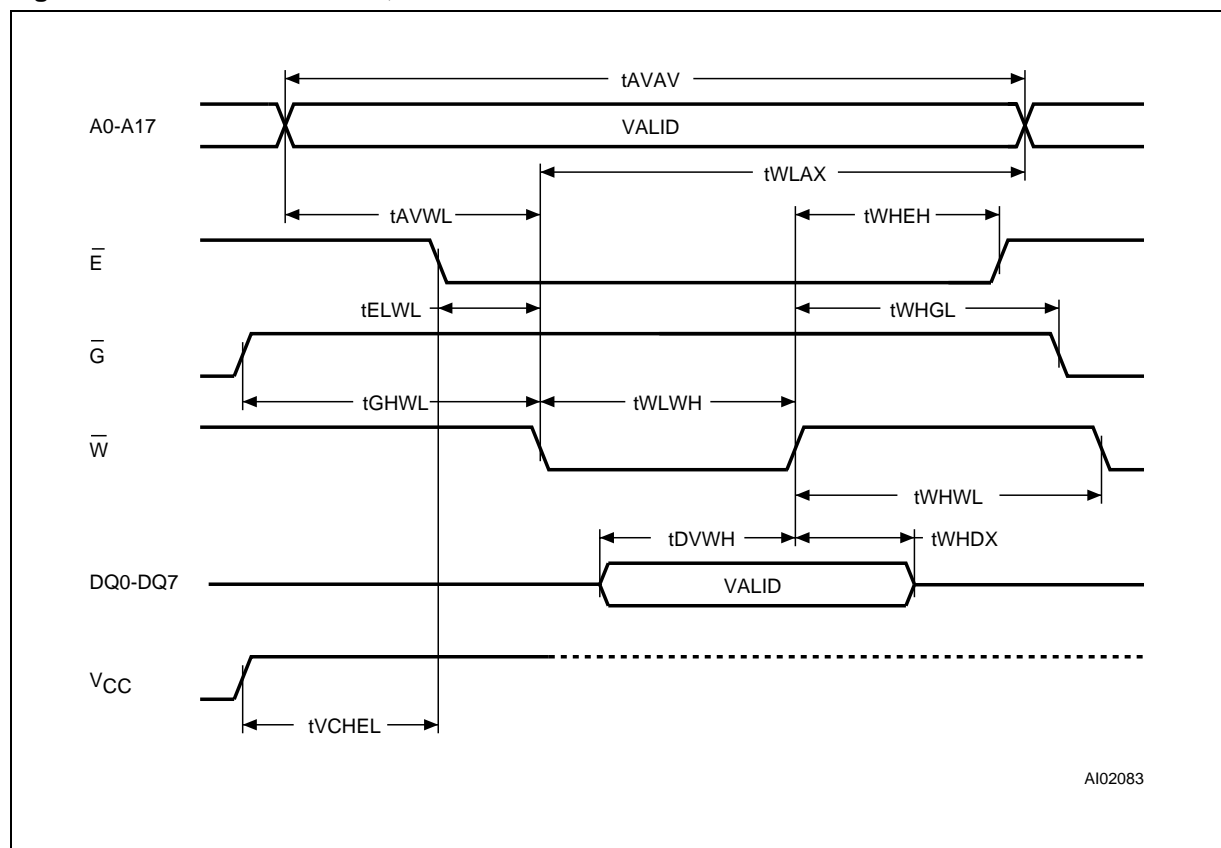 tAVAV
A0-A17
VALID
tWLAX
tAVWL
tWHEH
E̅
tELWL
tWHGL
G̅
tGHWL
tWLWH
W̅
tWHWL
tDVWH
tWHDX
DQ0-DQ7
VALID
VCC
tVCHEL
AI02083